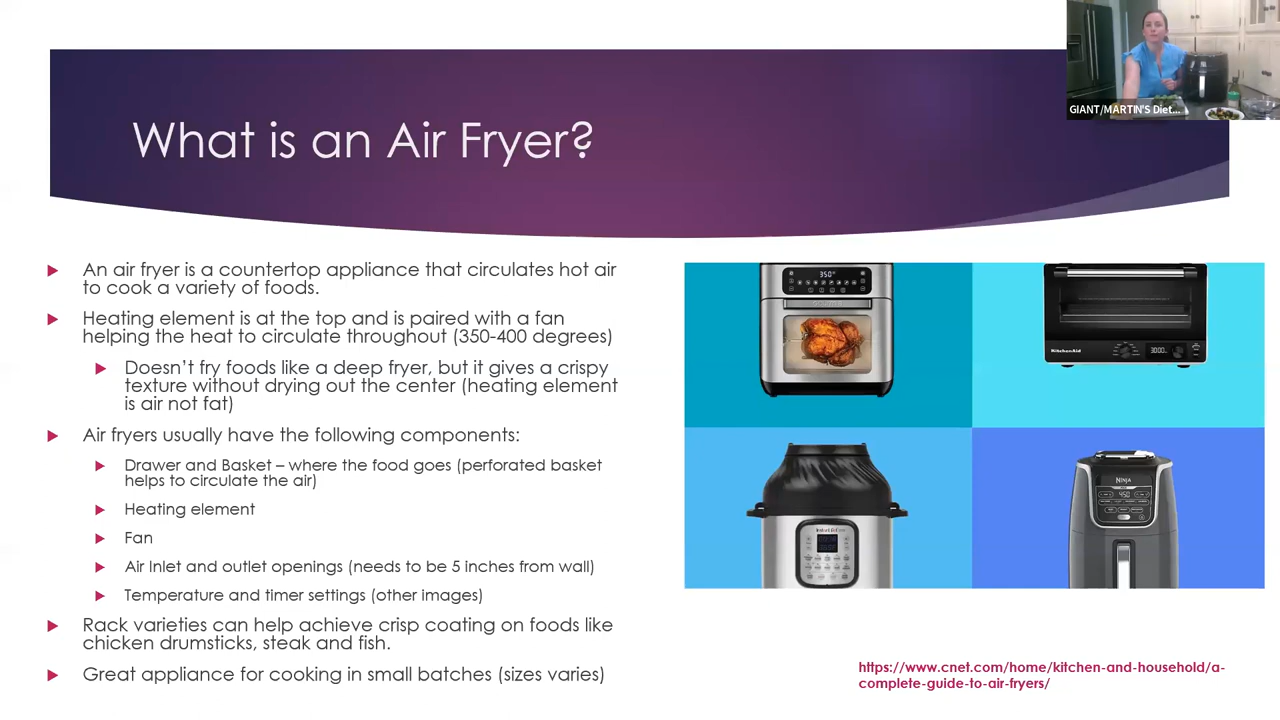 GIANT/MARTIN'S Diet...
What is an Air Fryer?
An air fryer is a countertop appliance that circulates hot air
to cook a variety of foods.
Heating element is at the top and is paired with a fan
helping the heat to circulate throughout (350-400 degrees)
Doesn't fry foods like a deep fryer, but it gives a crispy
texture without drying out the center (heating element
is air not fat)
Air fryers usually have the following components:
Drawer and Basket – where the food goes (perforated basket
helps to circulate the air)
Heating element
Fan
Air Inlet and outlet openings (needs to be 5 inches from wall)
Temperature and timer settings (other images)
Rack varieties can help achieve crisp coating on foods like
chicken drumsticks, steak and fish.
Great appliance for cooking in small batches (sizes varies)
350
KitchenAid
30:00
NINJA
450
https://www.cnet.com/home/kitchen-and-household/a-
complete-guide-to-air-fryers/